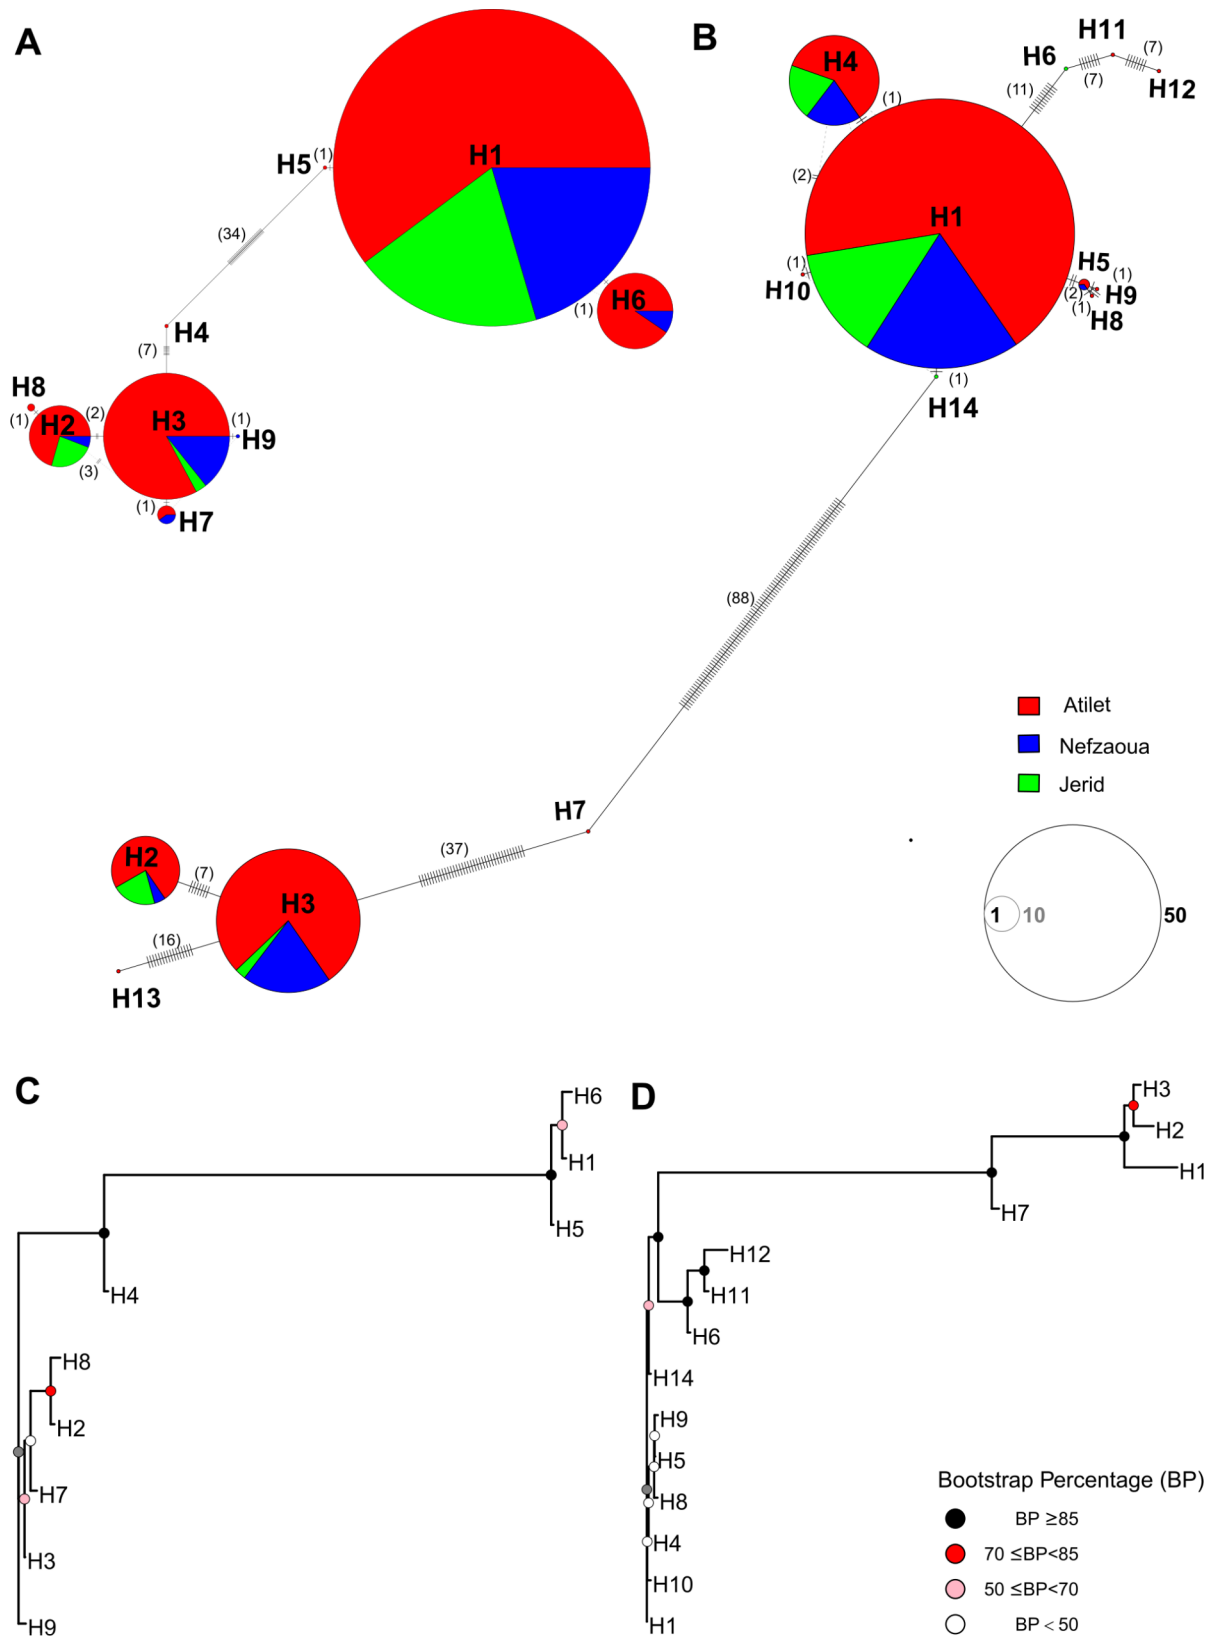 A
H1
H5
(1)
(34)
H6
(1)
H4
(7)
H8
(1)
H2
(2)
H3
(1)
H9
(3)
(1)
H7
B
H4
(1)
H11
(7)
H6
(7)
H12
(11)
(2)
H1
(1)
H10
H5
(1)
(2)
H9
(1)
H8
(1)
H14
(88)
H7
(37)
H2
(7)
H3
(16)
H13
Atilet
Nefzaoua
Jerid
1
10
50
C
H6
H1
H5
H4
H8
H2
H7
H3
H9
D
H3
H2
H1
H7
H12
H11
H6
H14
H9
H5
H8
H4
H10
H1
Bootstrap Percentage (BP)
BP ≥85
70 ≤BP<85
50 ≤BP<70
BP < 50